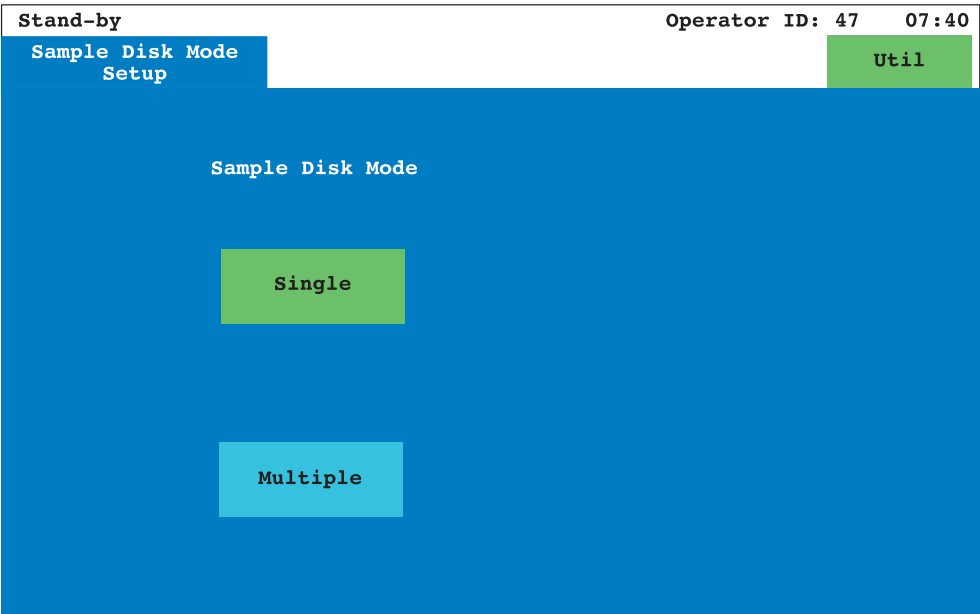 Stand-by Operator ID: 47 07:40
Sample Disk Mode
Setup
Util
Sample Disk Mode
Single
Multiple